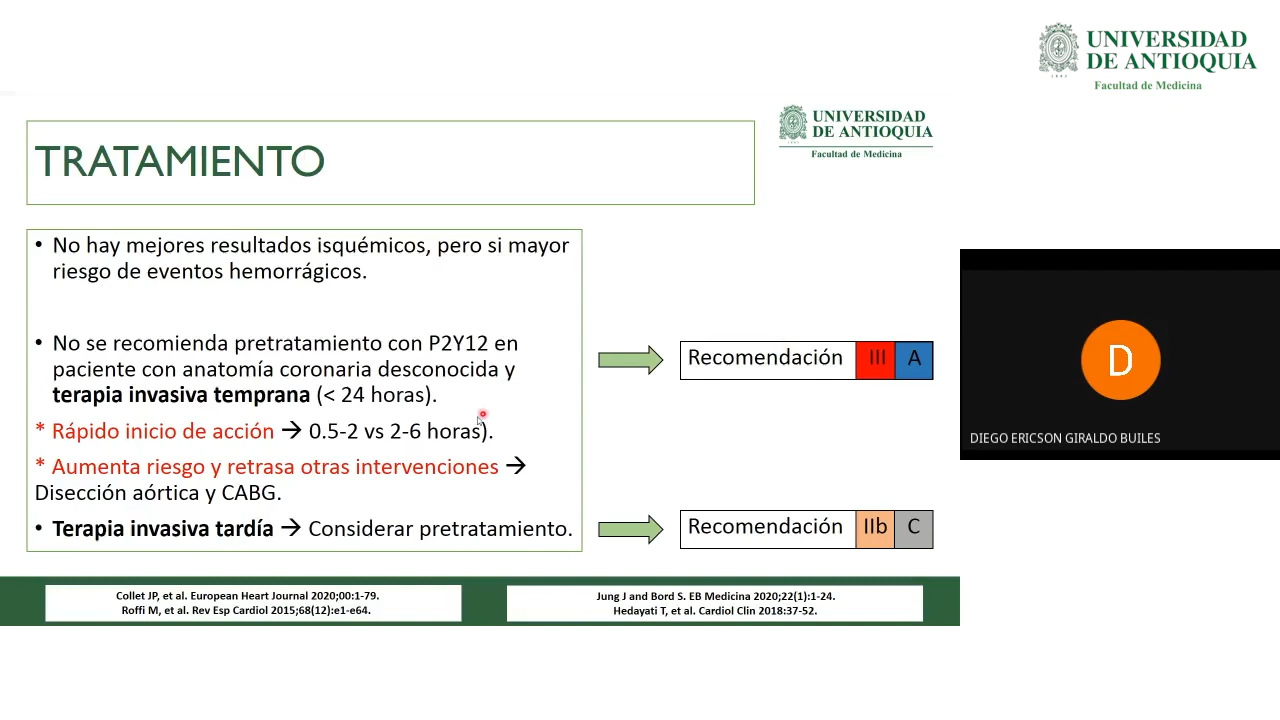 UNIVERSIDAD
DE ANTIOQUIA
Facultad de Medicina
1803
UNIVERSIDAD
DE ANTIOQUIA
Facultad de Medicina
TRATAMIENTO
• No hay mejores resultados isquémicos, pero si mayor
riesgo de eventos hemorrágicos.
• No se recomienda pretratamiento con P2Y12 en
paciente con anatomía coronaria desconocida y
terapia invasiva temprana (< 24 horas).
Recomendación III A
* Rápido inicio de acción → 0.5-2 vs 2-6 horas).
* Aumenta riesgo y retrasa otras intervenciones →
Disección aórtica y CABG.
• Terapia invasiva tardía → Considerar pretratamiento.
Recomendación IIb C
D
DIEGO ERICSON GIRALDO BUILES
Collet JP, et al. European Heart Journal 2020;00:1-79.
Roffi M, et al. Rev Esp Cardiol 2015;68(12):e1-e64.
Jung J and Bord S. EB Medicina 2020;22(1):1-24.
Hedayati T, et al. Cardiol Clin 2018:37-52.